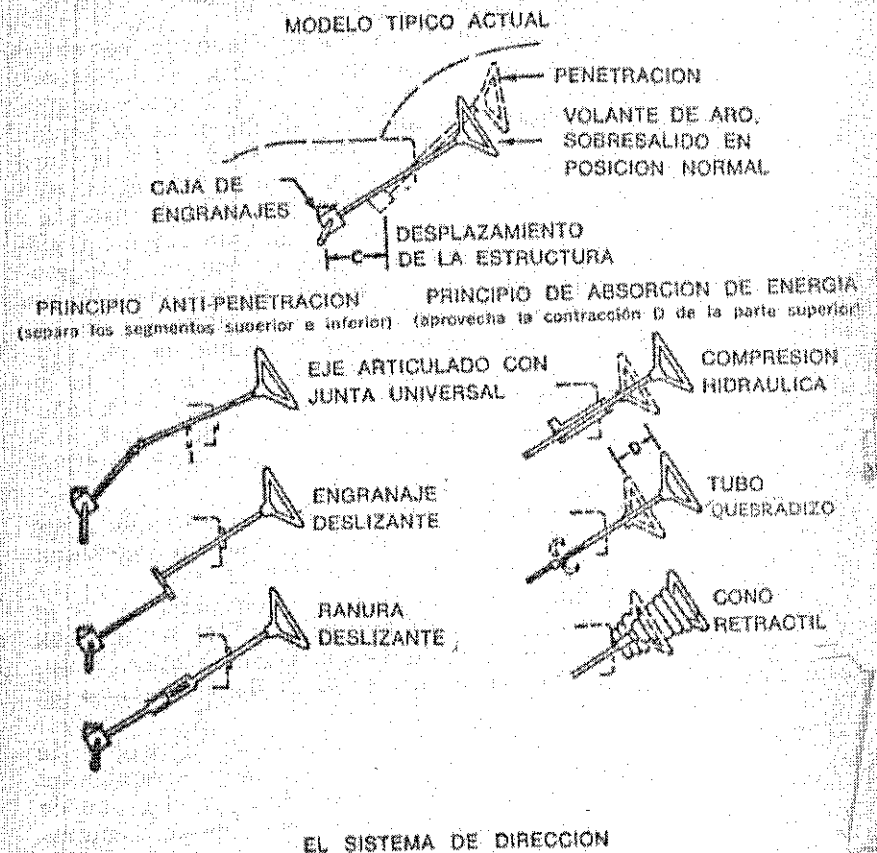 MODELO TIPICO ACTUAL
PENETRACION
VOLANTE DE ARO,
SOBRESALIDO EN
POSICION NORMAL
CAJA DE
ENGRANAJES
C
DESPLAZAMIENTO
DE LA ESTRUCTURA
PRINCIPIO ANTI-PENETRACION
(separa los segmentos superior e inferior)
PRINCIPIO DE ABSORCION DE ENERGIA
(aprovecha la contracción D de la parte superior)
EJE ARTICULADO CON
JUNTA UNIVERSAL
COMPRESION
HIDRAULICA
ENGRANAJE
DESLIZANTE
D
TUBO
QUEBRADIZO
RANURA
DESLIZANTE
CONO
RETRACTIL
EL SISTEMA DE DIRECCION